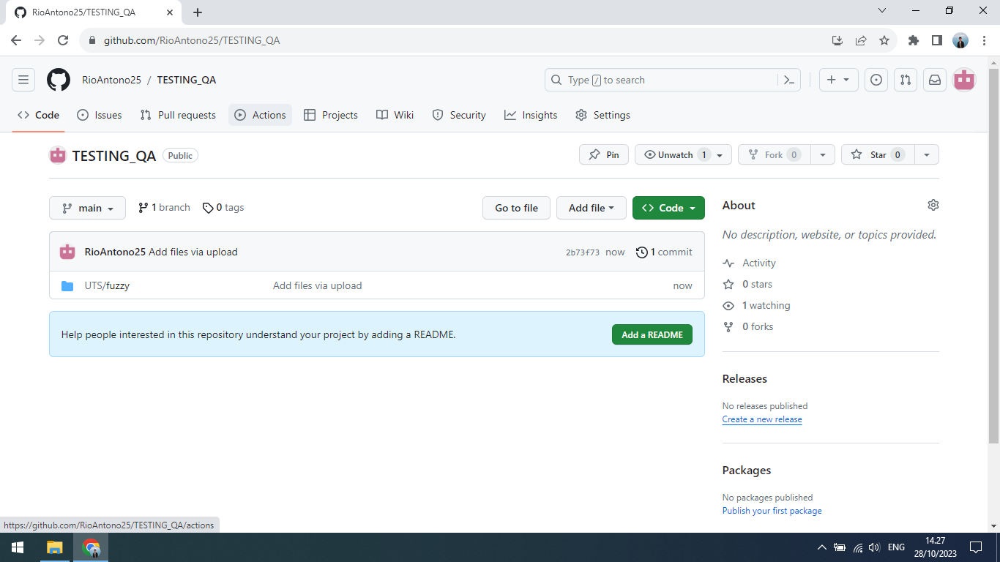 RioAntono25/TESTING_QA
github.com/RioAntono25/TESTING_QA
RioAntono25 / TESTING_QA
Type / to search
Code Issues Pull requests Actions Projects Wiki Security Insights Settings
TESTING_QA Public
Pin Unwatch 1 Fork 0 Star 0
main 1 branch 0 tags Go to file Add file Code
RioAntono25 Add files via upload 2b73f73 now 1 commit
UTS/fuzzy Add files via upload now
Help people interested in this repository understand your project by adding a README. Add a README
About
No description, website, or topics provided.
Activity
0 stars
1 watching
0 forks
Releases
No releases published
Create a new release
Packages
No packages published
Publish your first package
https://github.com/RioAntono25/TESTING_QA/actions
ENG
14.27
28/10/2023